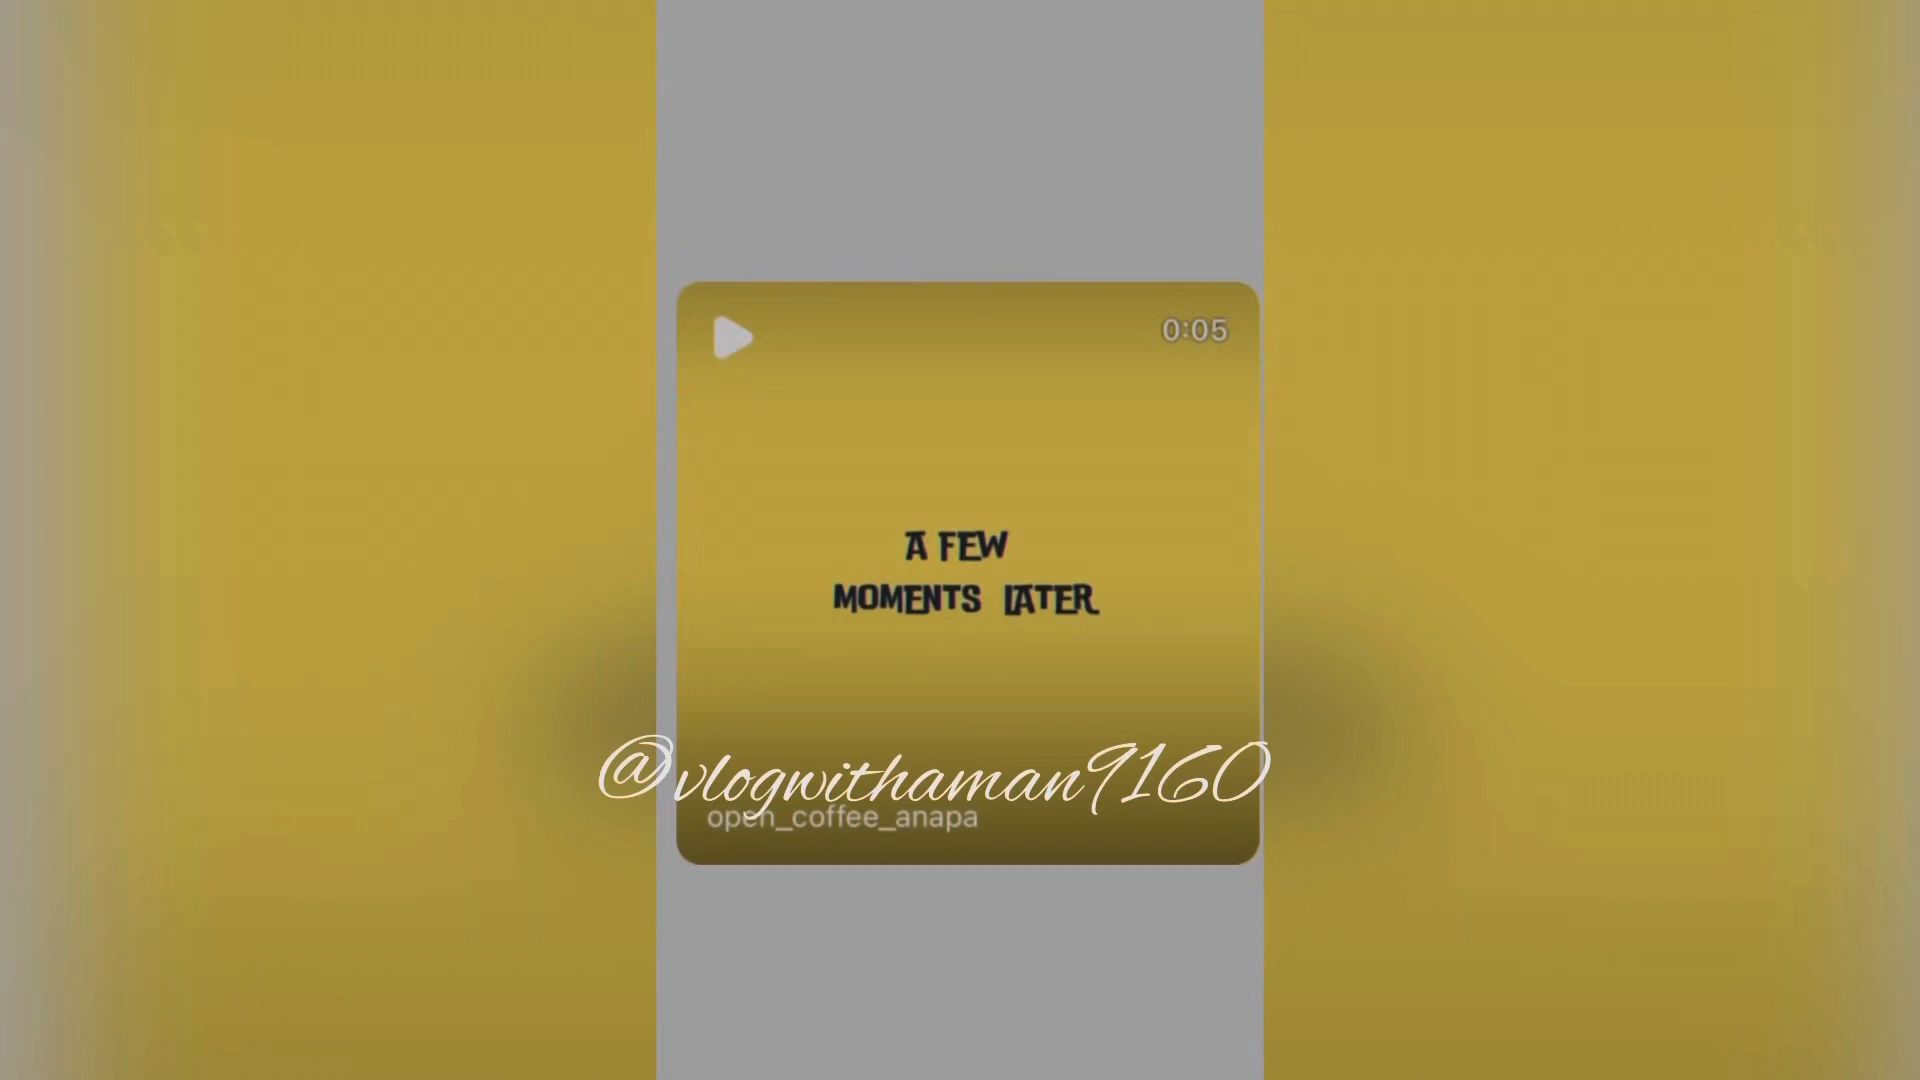 0:05
A FEW
MOMENTS LATER
@vlogwithaman9160
open_coffee_anapa